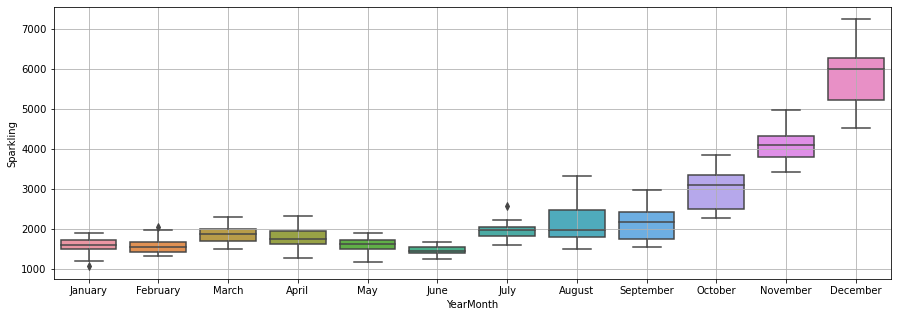 7000
6000
5000
4000
3000
2000
1000
Sparkling
January February March April May June July August September October November December
YearMonth